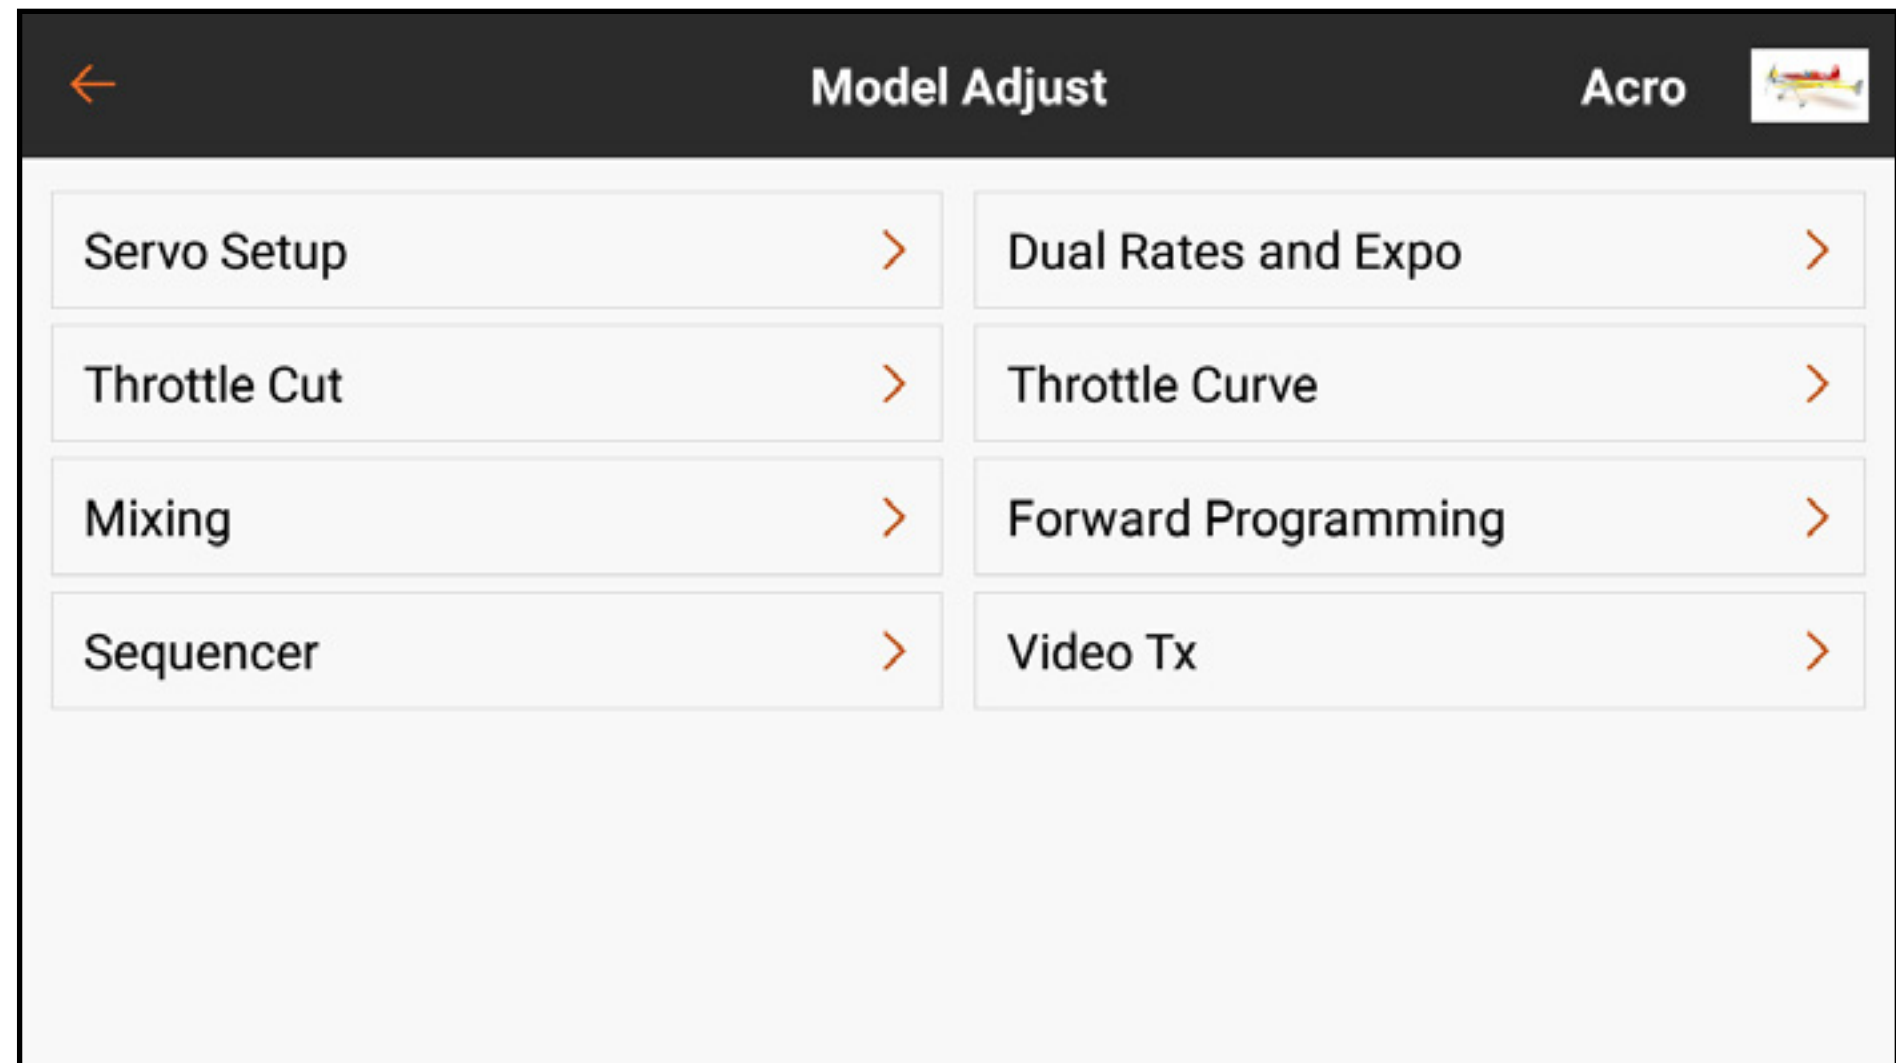 Model Adjust Acro
Servo Setup
Dual Rates and Expo
Throttle Cut
Throttle Curve
Mixing
Forward Programming
Sequencer
Video Tx